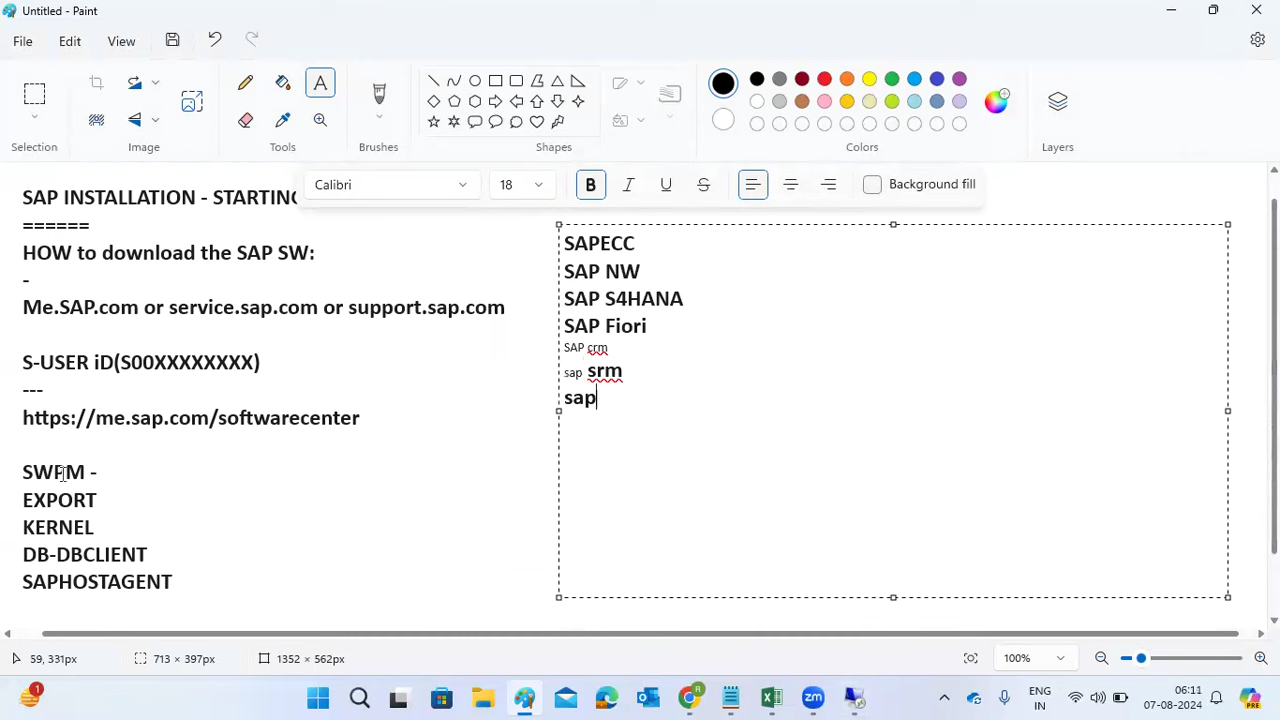 Untitled - Paint
File Edit View
Selection Image Tools Brushes Shapes Colors Layers
Calibri 18 B I U S Background fill
SAP INSTALLATION - STARTING
======
HOW to download the SAP SW:
-
Me.SAP.com or service.sap.com or support.sap.com
S-USER iD(S00XXXXXXXX)
---
https://me.sap.com/softwarecenter
SWPM -
EXPORT
KERNEL
DB-DBCLIENT
SAPHOSTAGENT
SAPECC
SAP NW
SAP S4HANA
SAP Fiori
SAP crm
sap srm
sap
59, 331px 713 × 397px 1352 × 562px 100%
1 ENG 06:11
IN 07-08-2024